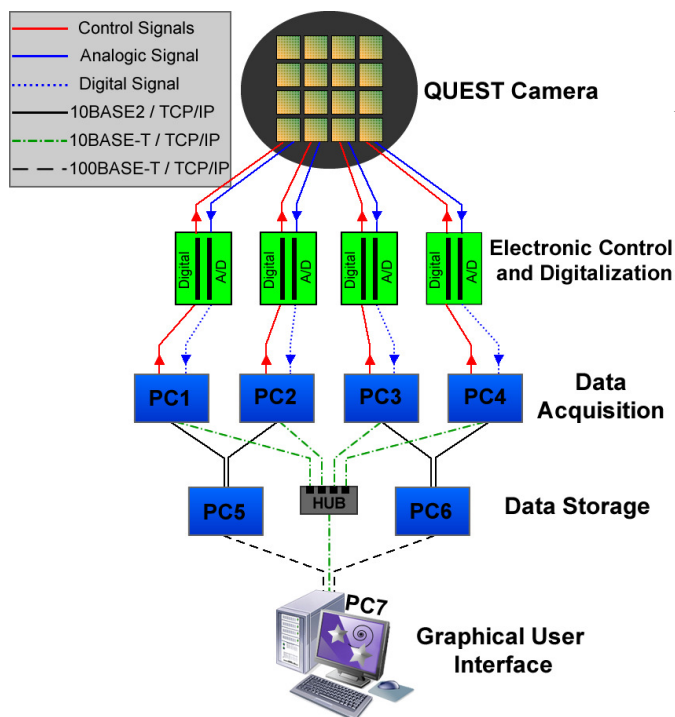 Control Signals
Analogic Signal
Digital Signal
10BASE2 / TCP/IP
10BASE-T / TCP/IP
100BASE-T / TCP/IP
QUEST Camera
Digital
A/D
Digital
A/D
Digital
A/D
Digital
A/D
Electronic Control
and Digitalization
PC1
PC2
PC3
PC4
Data
Acquisition
PC5
HUB
PC6
Data Storage
PC7
Graphical User
Interface